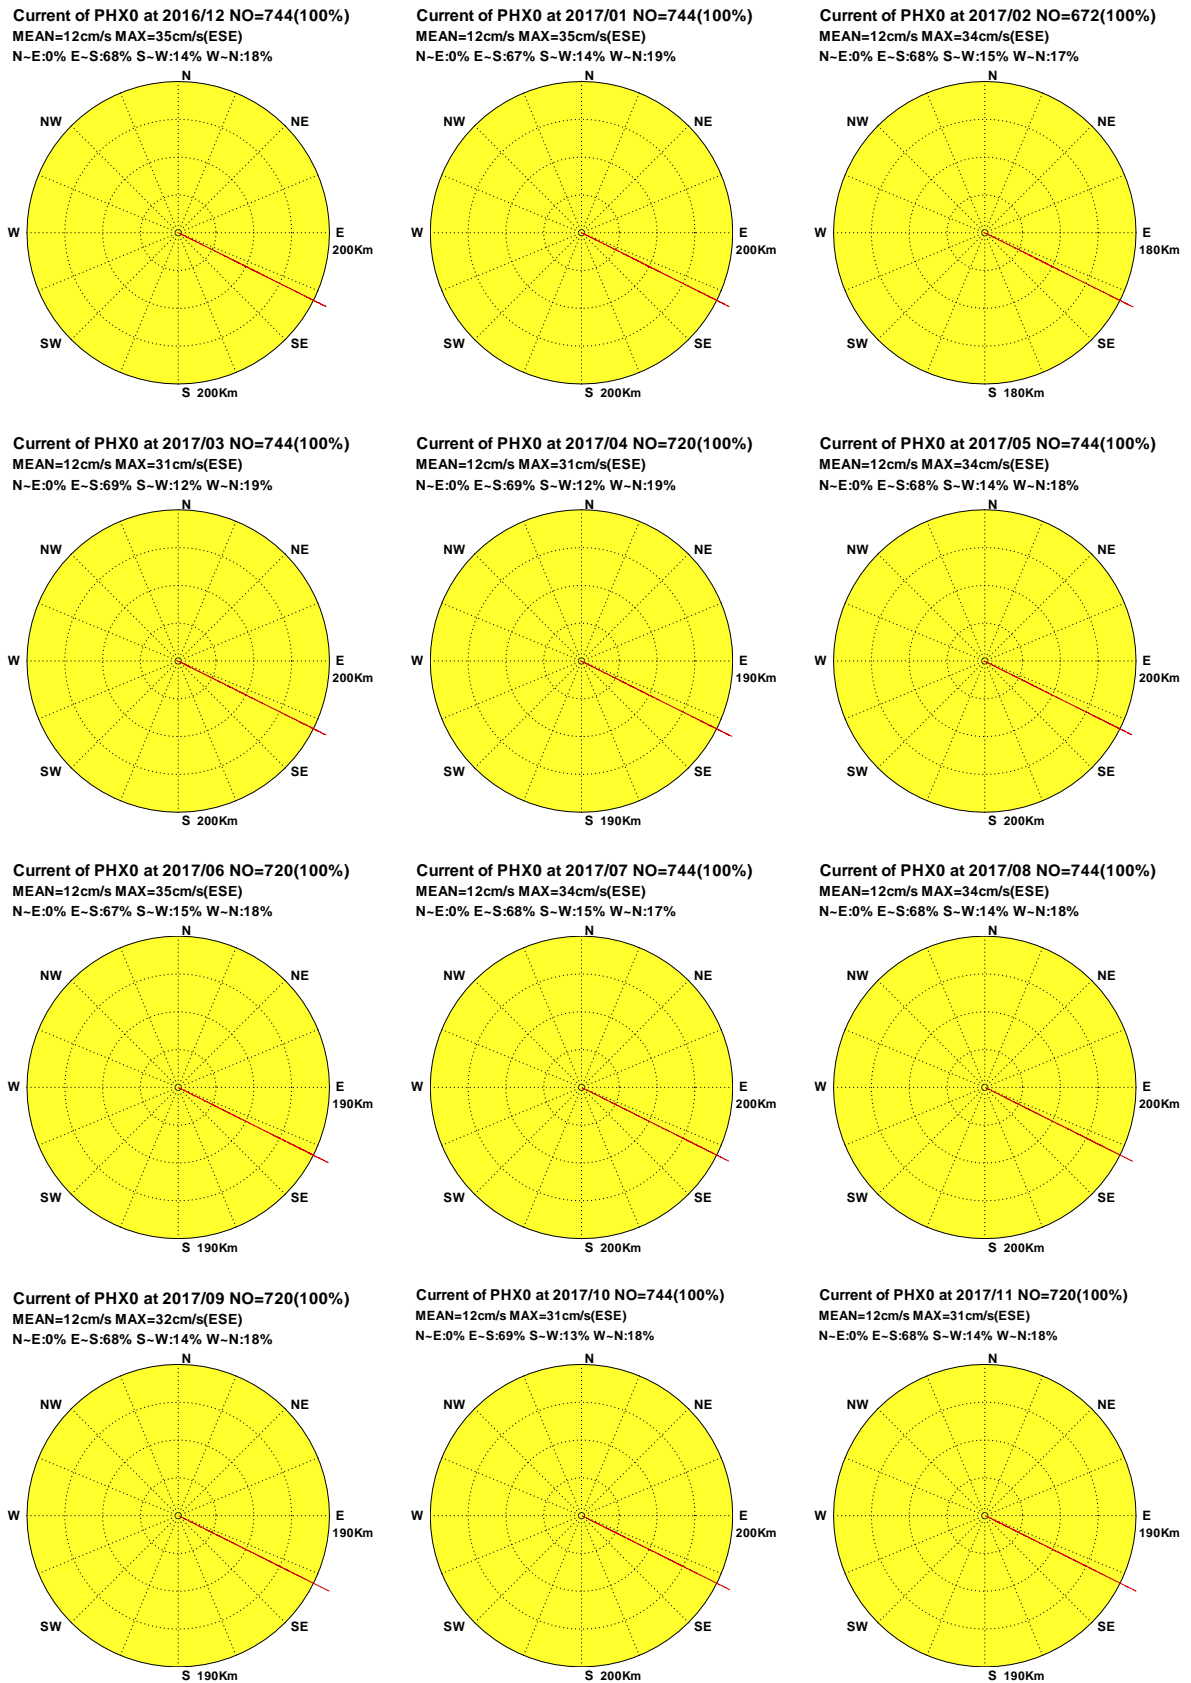 Current of PHX0 at 2016/12 NO=744(100%)
MEAN=12cm/s MAX=35cm/s(ESE)
N~E:0% E~S:68% S~W:14% W~N:18%
N
NW
NE
W
E
200Km
SW
SE
S 200Km
Current of PHX0 at 2017/01 NO=744(100%)
MEAN=12cm/s MAX=35cm/s(ESE)
N~E:0% E~S:67% S~W:14% W~N:19%
N
NW
NE
W
E
200Km
SW
SE
S 200Km
Current of PHX0 at 2017/02 NO=672(100%)
MEAN=12cm/s MAX=34cm/s(ESE)
N~E:0% E~S:68% S~W:15% W~N:17%
N
NW
NE
W
E
180Km
SW
SE
S 180Km
Current of PHX0 at 2017/03 NO=744(100%)
MEAN=12cm/s MAX=31cm/s(ESE)
N~E:0% E~S:69% S~W:12% W~N:19%
N
NW
NE
W
E
200Km
SW
SE
S 200Km
Current of PHX0 at 2017/04 NO=720(100%)
MEAN=12cm/s MAX=31cm/s(ESE)
N~E:0% E~S:69% S~W:12% W~N:19%
N
NW
NE
W
E
190Km
SW
SE
S 190Km
Current of PHX0 at 2017/05 NO=744(100%)
MEAN=12cm/s MAX=34cm/s(ESE)
N~E:0% E~S:68% S~W:14% W~N:18%
N
NW
NE
W
E
200Km
SW
SE
S 200Km
Current of PHX0 at 2017/06 NO=720(100%)
MEAN=12cm/s MAX=35cm/s(ESE)
N~E:0% E~S:67% S~W:15% W~N:18%
N
NW
NE
W
E
190Km
SW
SE
S 190Km
Current of PHX0 at 2017/07 NO=744(100%)
MEAN=12cm/s MAX=34cm/s(ESE)
N~E:0% E~S:68% S~W:15% W~N:17%
N
NW
NE
W
E
200Km
SW
SE
S 200Km
Current of PHX0 at 2017/08 NO=744(100%)
MEAN=12cm/s MAX=34cm/s(ESE)
N~E:0% E~S:68% S~W:14% W~N:18%
N
NW
NE
W
E
200Km
SW
SE
S 200Km
Current of PHX0 at 2017/09 NO=720(100%)
MEAN=12cm/s MAX=32cm/s(ESE)
N~E:0% E~S:68% S~W:14% W~N:18%
N
NW
NE
W
E
190Km
SW
SE
S 190Km
Current of PHX0 at 2017/10 NO=744(100%)
MEAN=12cm/s MAX=31cm/s(ESE)
N~E:0% E~S:69% S~W:13% W~N:18%
N
NW
NE
W
E
200Km
SW
SE
S 200Km
Current of PHX0 at 2017/11 NO=720(100%)
MEAN=12cm/s MAX=31cm/s(ESE)
N~E:0% E~S:68% S~W:14% W~N:18%
N
NW
NE
W
E
190Km
SW
SE
S 190Km